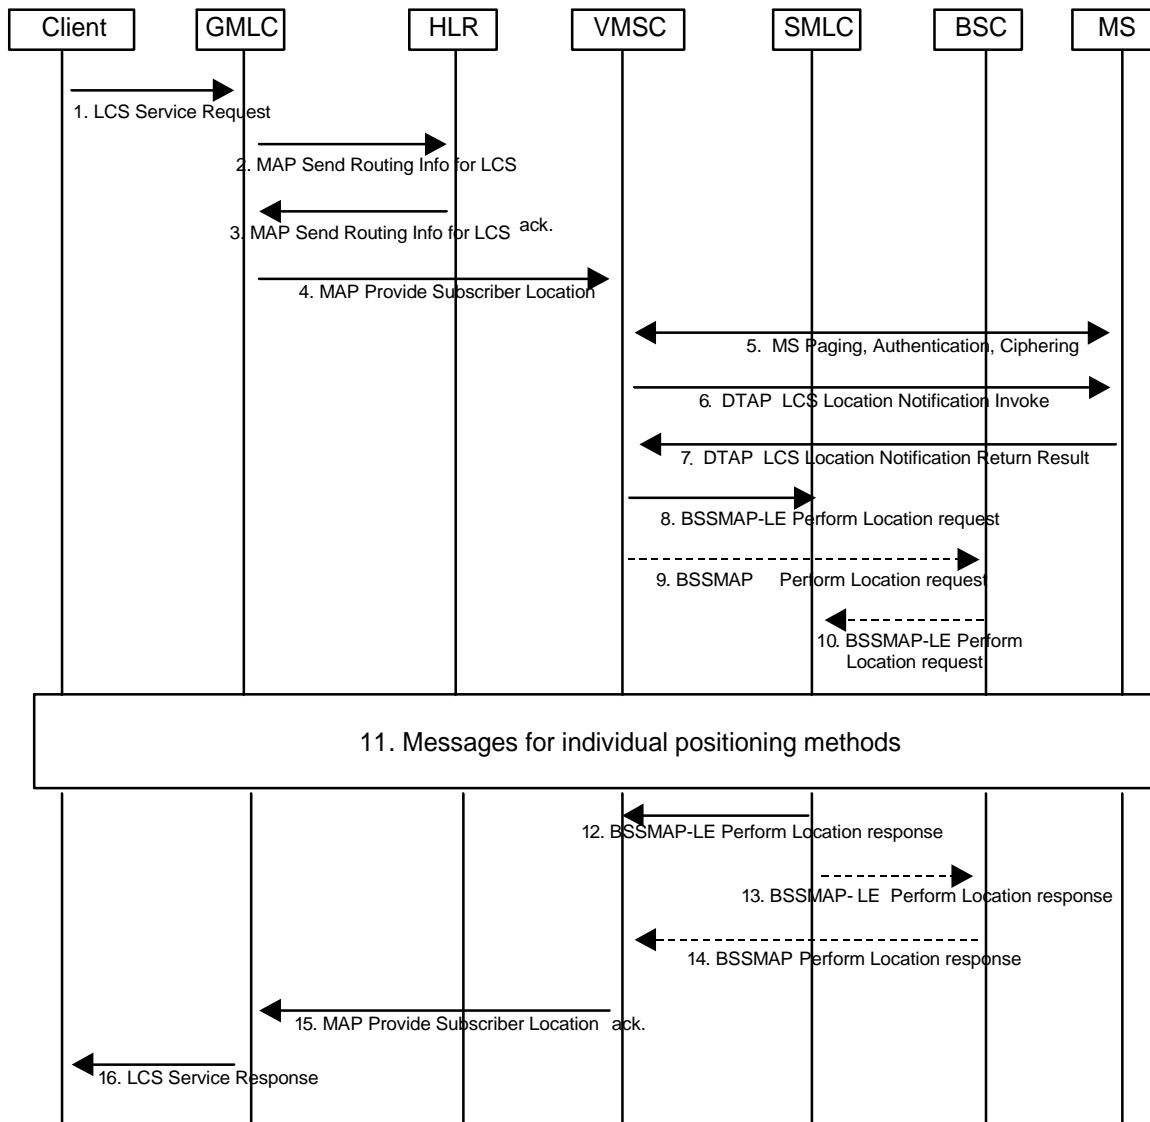 Client GMLC HLR VMSC SMLC BSC MS
1. LCS Service Request
2. MAP Send Routing Info for LCS
3. MAP Send Routing Info for LCS ack.
4. MAP Provide Subscriber Location
5. MS Paging, Authentication, Ciphering
6. DTAP LCS Location Notification Invoke
7. DTAP LCS Location Notification Return Result
8. BSSMAP-LE Perform Location request
9. BSSMAP Perform Location request
10. BSSMAP-LE Perform
Location request
11. Messages for individual positioning methods
12. BSSMAP-LE Perform Location response
13. BSSMAP- LE Perform Location response
14. BSSMAP Perform Location response
15. MAP Provide Subscriber Location ack.
16. LCS Service Response